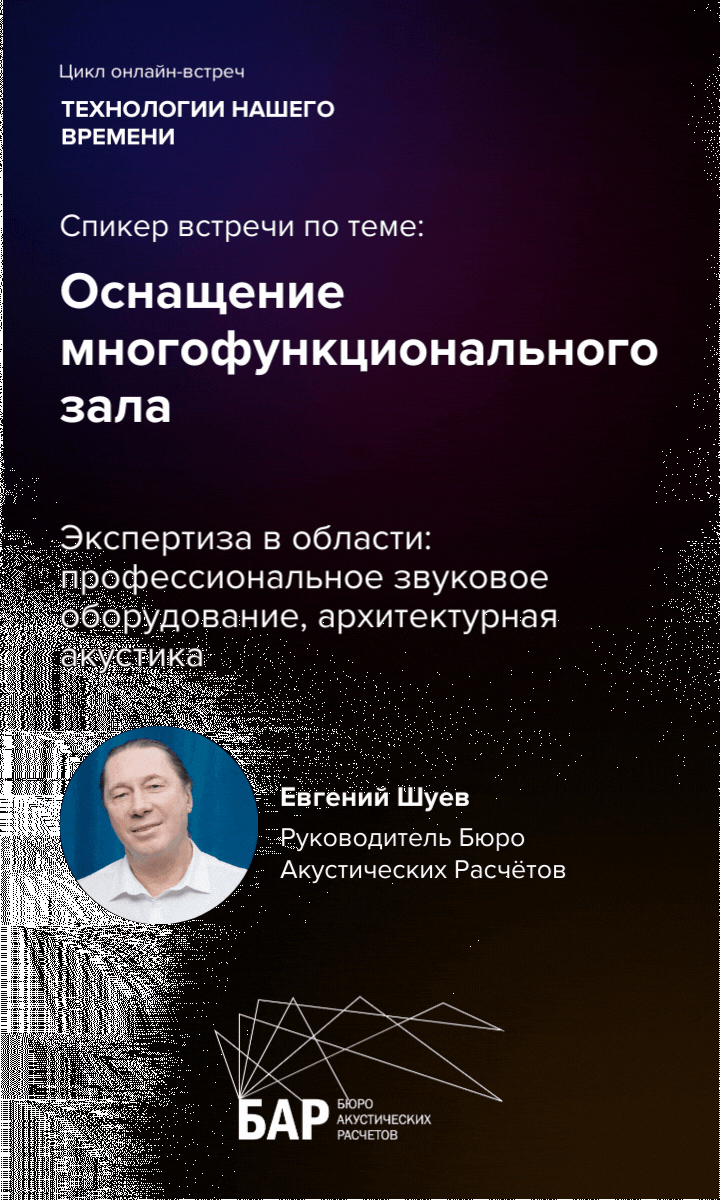 Цикл онлайн-встреч
ТЕХНОЛОГИИ НАШЕГО
ВРЕМЕНИ
Спикер встречи по теме:
Оснащение
многофункционального
зала
Экспертиза в области:
профессиональное звуковое
оборудование, архитектурная
акустика
Евгений Шуев
Руководитель Бюро
Акустических Расчётов
БАР
БЮРО
АКУСТИЧЕСКИХ
РАСЧЕТОВ